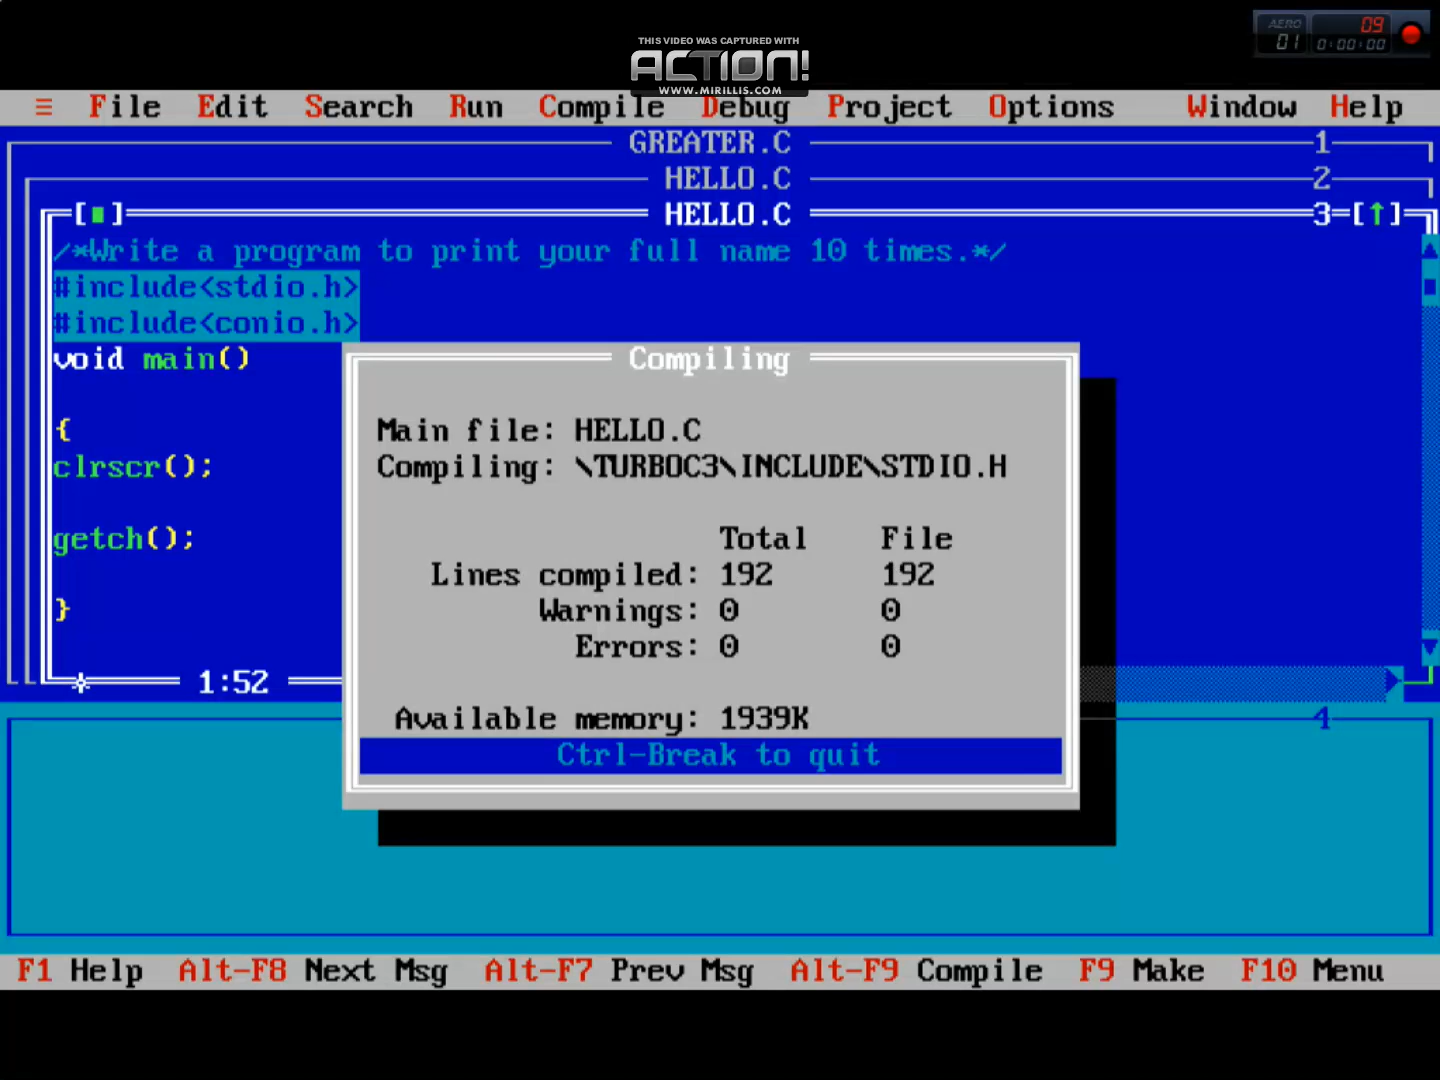 AERO 09
01 0:00:00
THIS VIDEO WAS CAPTURED WITH
ACTION!
WWW.MIRILLIS.COM
≡ File Edit Search Run Compile Debug Project Options Window Help
GREATER.C 1
HELLO.C 2
[■] HELLO.C 3=[↑]
/*Write a program to print your full name 10 times.*/
#include<stdio.h>
#include<conio.h>
void main()
{
clrscr();
getch();
}
1:52
Compiling
Main file: HELLO.C
Compiling: \TURBOC3\INCLUDE\STDIO.H
Total File
Lines compiled: 192 192
Warnings: 0 0
Errors: 0 0
Available memory: 1939K
Ctrl-Break to quit
4
F1 Help Alt-F8 Next Msg Alt-F7 Prev Msg Alt-F9 Compile F9 Make F10 Menu